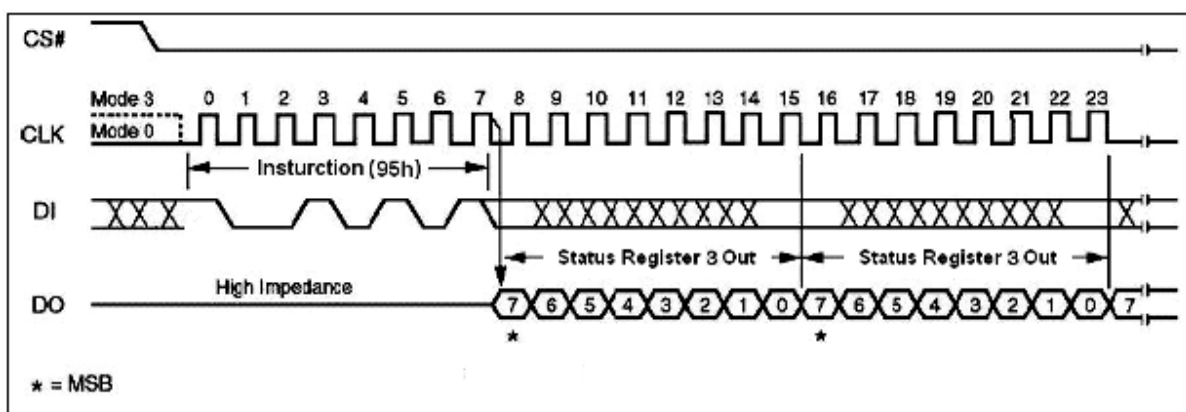 CS#
Mode 3 0 1 2 3 4 5 6 7 8 9 10 11 12 13 14 15 16 17 18 19 20 21 22 23
CLK Mode 0
Insturction (95h)
DI
Status Register 3 Out Status Register 3 Out
High Impedance
DO 7 6 5 4 3 2 1 0 7 6 5 4 3 2 1 0 7
* *
* = MSB